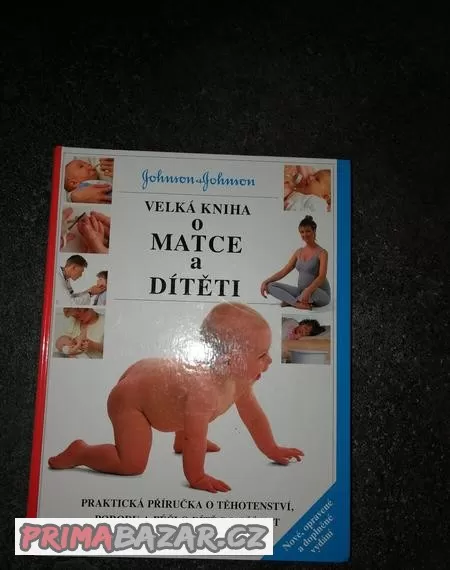 Johnson & Johnson
VELKÁ KNIHA
o
MATCE
a
DÍTĚTI
PRAKTICKÁ PŘÍRUČKA O TĚHOTENSTVÍ,
Nové, opravené
a doplněné
vydání
PRIMABAZAR.CZ